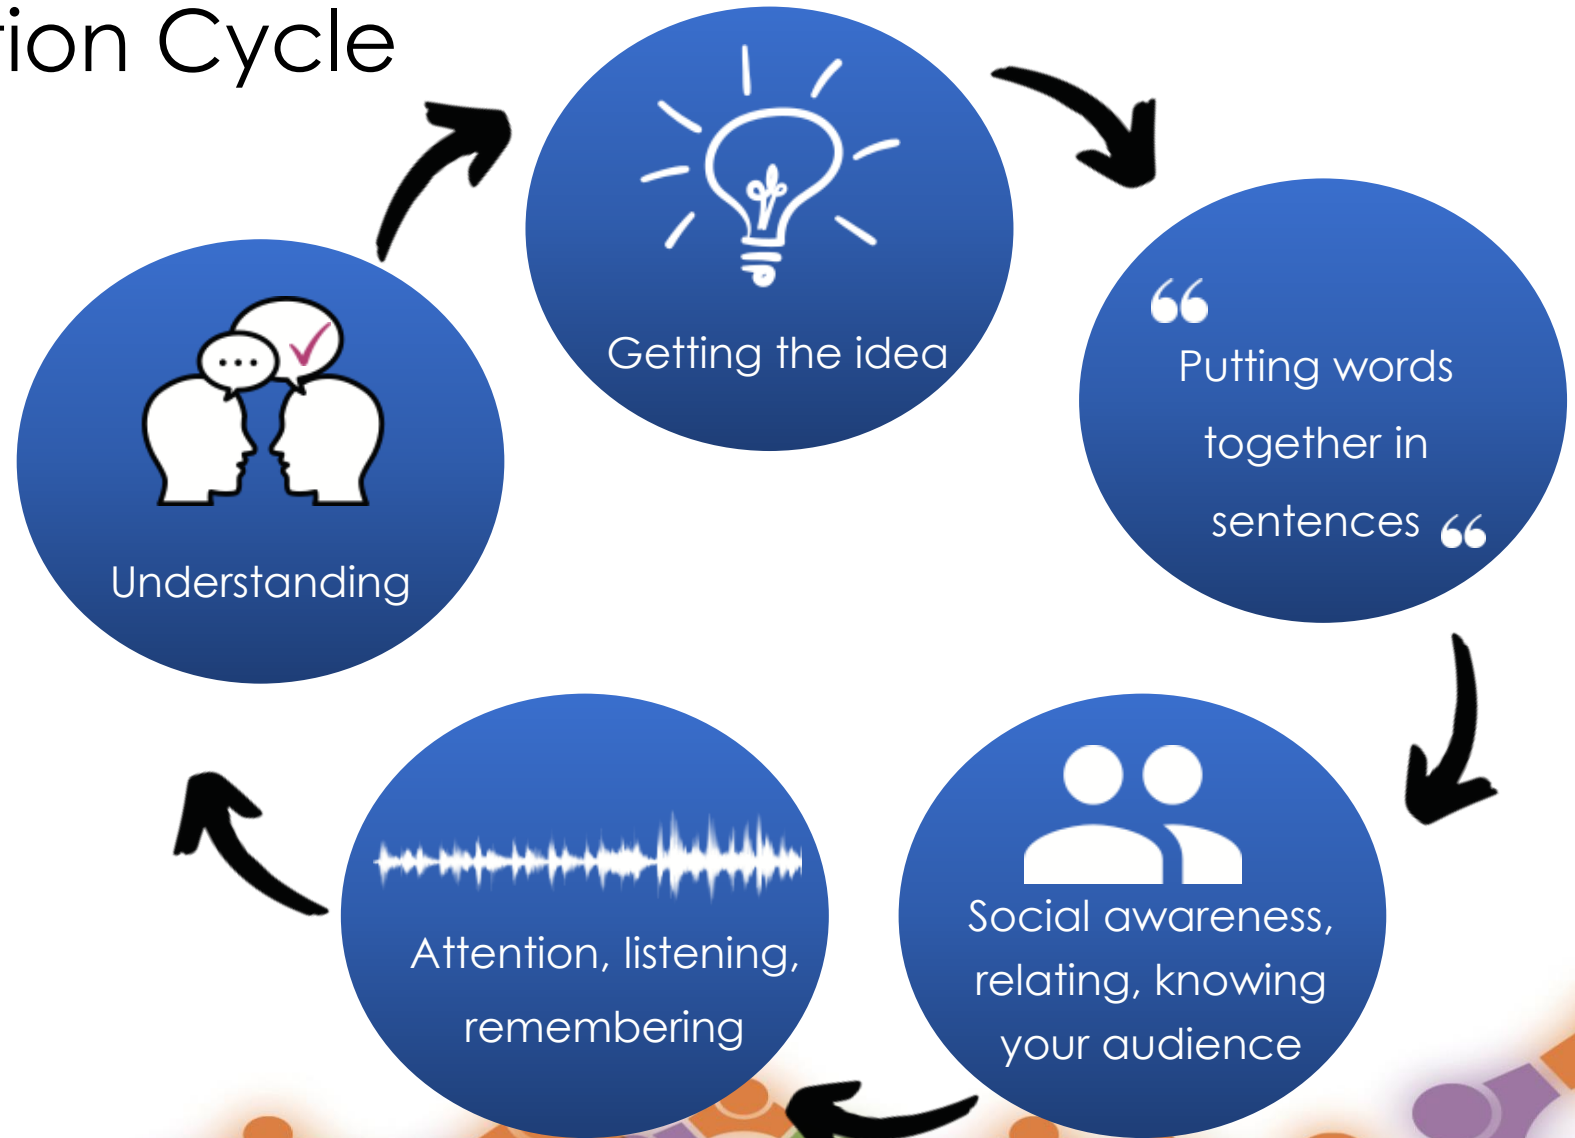 tion Cycle
Getting the idea
“
Putting words
together in
sentences “
Understanding
Social awareness,
relating, knowing
your audience
Attention, listening,
remembering